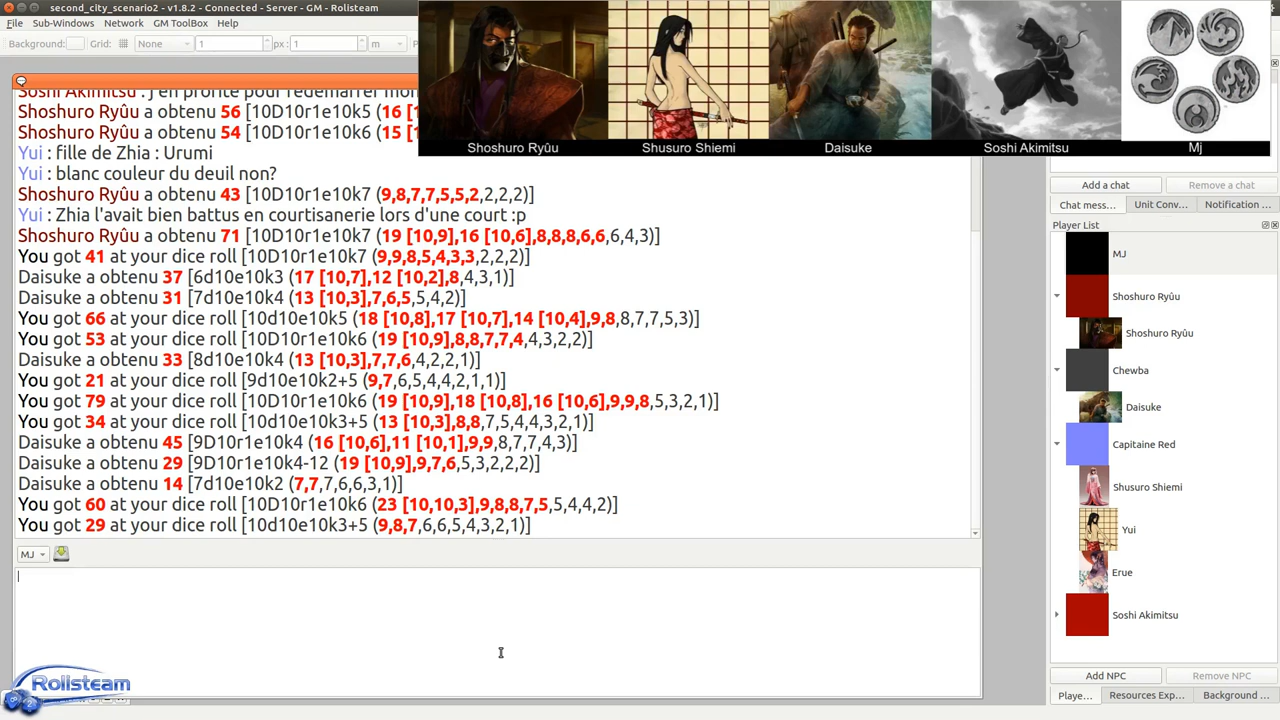 second_city_scenario2 - v1.8.2 - Connected - Server - GM - Rolisteam
File Sub-Windows Network GM ToolBox Help
Background: Grid: None 1 px : 1 m
Shoshuro Ryûu Shusuro Shiemi Daisuke Soshi Akimitsu Mj
Soshi Akimitsu : j'en profite pour redémarrer mon
Shoshuro Ryûu a obtenu 56 [10D10r1e10k5 (16 [1
Shoshuro Ryûu a obtenu 54 [10D10r1e10k6 (15 [1
Yui : fille de Zhia : Urumi
Yui : blanc couleur du deuil non?
Shoshuro Ryûu a obtenu 43 [10D10r1e10k7 (9,8,7,7,5,5,2,2,2,2)]
Yui : Zhia l'avait bien battus en courtisanerie lors d'une court :p
Shoshuro Ryûu a obtenu 71 [10D10r1e10k7 (19 [10,9],16 [10,6],8,8,8,6,6,6,4,3)]
You got 41 at your dice roll [10D10r1e10k7 (9,9,8,5,4,3,3,2,2,2)]
Daisuke a obtenu 37 [6d10e10k3 (17 [10,7],12 [10,2],8,4,3,1)]
Daisuke a obtenu 31 [7d10e10k4 (13 [10,3],7,6,5,5,4,2)]
You got 66 at your dice roll [10d10e10k5 (18 [10,8],17 [10,7],14 [10,4],9,8,8,7,7,5,3)]
You got 53 at your dice roll [10D10r1e10k6 (19 [10,9],8,8,7,7,4,4,3,2,2)]
Daisuke a obtenu 33 [8d10e10k4 (13 [10,3],7,7,6,4,2,2,1)]
You got 21 at your dice roll [9d10e10k2+5 (9,7,6,5,4,4,2,1,1)]
You got 79 at your dice roll [10D10r1e10k6 (19 [10,9],18 [10,8],16 [10,6],9,9,8,5,3,2,1)]
You got 34 at your dice roll [10d10e10k3+5 (13 [10,3],8,8,7,5,4,4,3,2,1)]
Daisuke a obtenu 45 [9D10r1e10k4 (16 [10,6],11 [10,1],9,9,8,7,7,4,3)]
Daisuke a obtenu 29 [9D10r1e10k4-12 (19 [10,9],9,7,6,5,3,2,2,2)]
Daisuke a obtenu 14 [7d10e10k2 (7,7,7,6,6,3,1)]
You got 60 at your dice roll [10D10r1e10k6 (23 [10,10,3],9,8,8,7,5,5,4,4,2)]
You got 29 at your dice roll [10d10e10k3+5 (9,8,7,6,6,5,4,3,2,1)]
MJ
Rolisteam
Add a chat Remove a chat
Chat mess... Unit Conv... Notification ...
Player List
MJ
Shoshuro Ryûu
Shoshuro Ryûu
Chewba
Daisuke
Capitaine Red
Shusuro Shiemi
Yui
Erue
Soshi Akimitsu
Add NPC Remove NPC
Playe... Resources Exp... Background ...